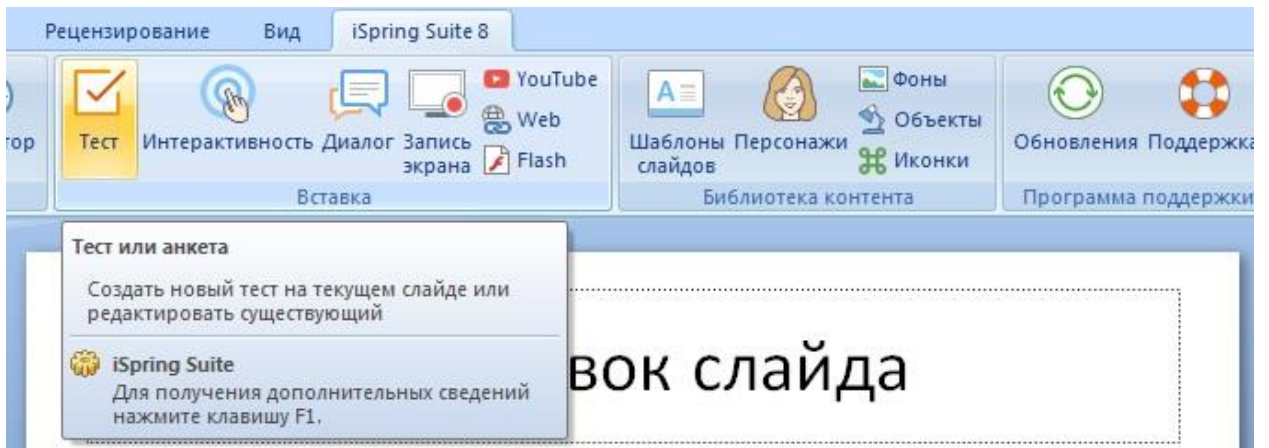 Рецензирование Вид iSpring Suite 8
тор
Тест
Интерактивность
Диалог
Запись
экрана
YouTube
Web
Flash
Вставка
Шаблоны
слайдов
Персонажи
Фоны
Объекты
Иконки
Библиотека контента
Обновления
Поддержка
Программа поддержки
Тест или анкета
Создать новый тест на текущем слайде или
редактировать существующий
iSpring Suite
Для получения дополнительных сведений
нажмите клавишу F1.
вок слайда